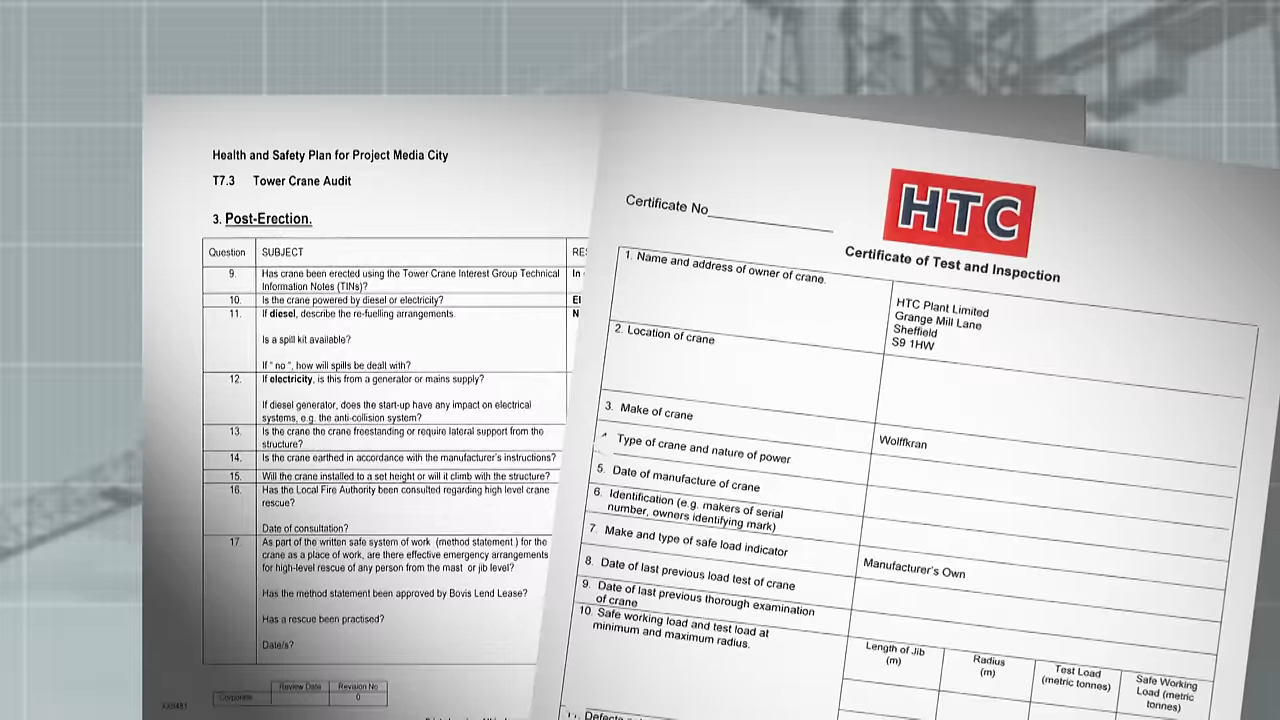 Health and Safety Plan for Project Media City
T7.3 Tower Crane Audit
3. Post-Erection.
Question SUBJECT
9. Has crane been erected using the Tower Crane Interest Group Technical In
Information Notes (TINs)?
10. Is the crane powered by diesel or electricity? El
11. If diesel, describe the re-fuelling arrangements. N
Is a spill kit available?
If " no ", how will spills be dealt with?
12. If electricity, is this from a generator or mains supply?
If diesel generator, does the start-up have any impact on electrical
systems, e.g. the anti-collision system?
13. Is the crane the crane freestanding or require lateral support from the
structure?
14. Is the crane earthed in accordance with the manufacturer's instructions?
15. Will the crane installed to a set height or will it climb with the structure?
16. Has the Local Fire Authority been consulted regarding high level crane
rescue?
Date of consultation?
17. As part of the written safe system of work (method statement ) for the
crane as a place of work, are there effective emergency arrangements
for high-level rescue of any person from the mast or jib level?
Has the method statement been approved by Bovis Lend Lease?
Has a rescue been practised?
Date/s?
Review Date Revision No
Corporate 0
HTC
Certificate No
Certificate of Test and Inspection
1. Name and address of owner of crane.
HTC Plant Limited
Grange Mill Lane
Sheffield
S9 1HW
2. Location of crane
3. Make of crane
Wolffkran
Type of crane and nature of power
5. Date of manufacture of crane
6. Identification (e.g. makers of serial
number, owners identifying mark)
7. Make and type of safe load indicator
Manufacturer's Own
8. Date of last previous load test of crane
9. Date of last previous thorough examination
of crane
10. Safe working load and test load at
minimum and maximum radius.
Length of Jib
(m)
Radius
(m)
Test Load
(metric tonnes)
Safe Working
Load (metric
tonnes)